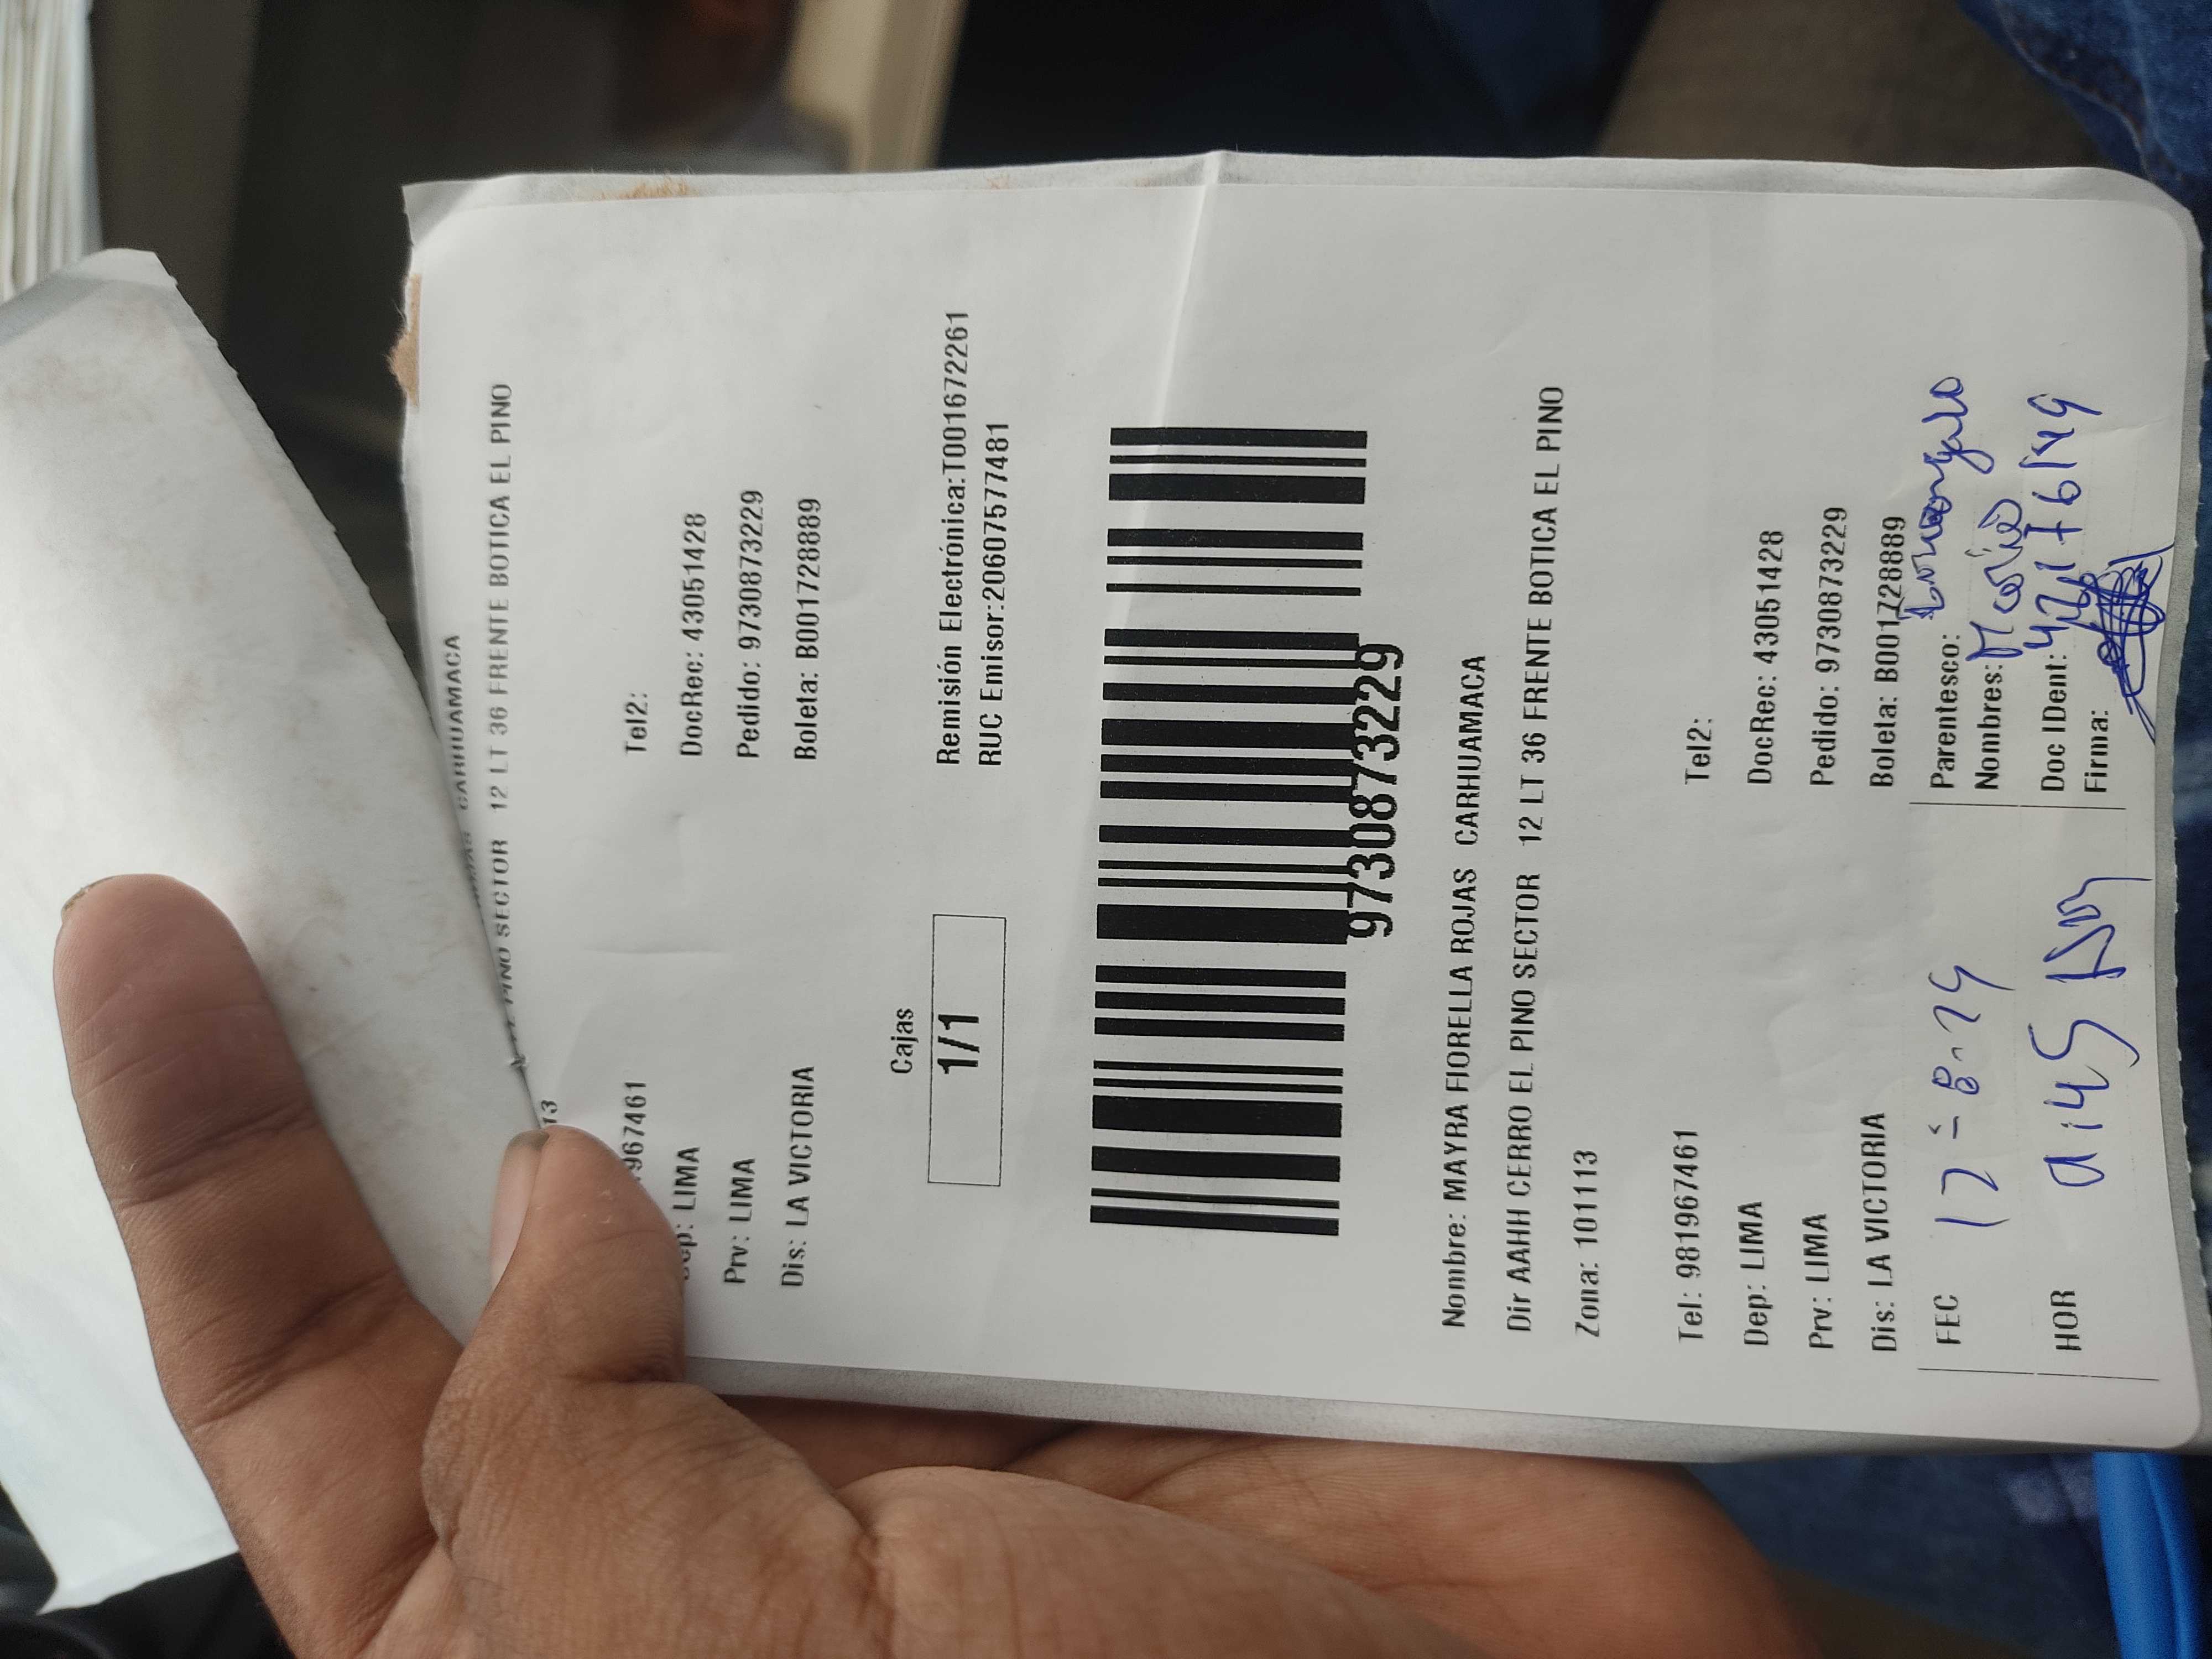 CARHUAMACA
PINO SECTOR 12 LT 36 FRENTE BOTICA EL PINO
13
967461 Tel2:
Dep: LIMA DocRec: 43051428
Prv: LIMA Pedido: 9730873229
Dis: LA VICTORIA Boleta: B001728889
Cajas
1/1
Remisión Electrónica:T001672261
RUC Emisor:20607577481
9730873229
Nombre: MAYRA FIORELLA ROJAS CARHUAMACA
Dir AAHH CERRO EL PINO SECTOR 12 LT 36 FRENTE BOTICA EL PINO
Zona: 101113
Tel: 981967461 Tel2:
Dep: LIMA DocRec: 43051428
Prv: LIMA Pedido: 9730873229
Dis: LA VICTORIA Boleta: B001728889
FEC Parentesco:
Nombres:
HOR Doc IDent:
Firma: